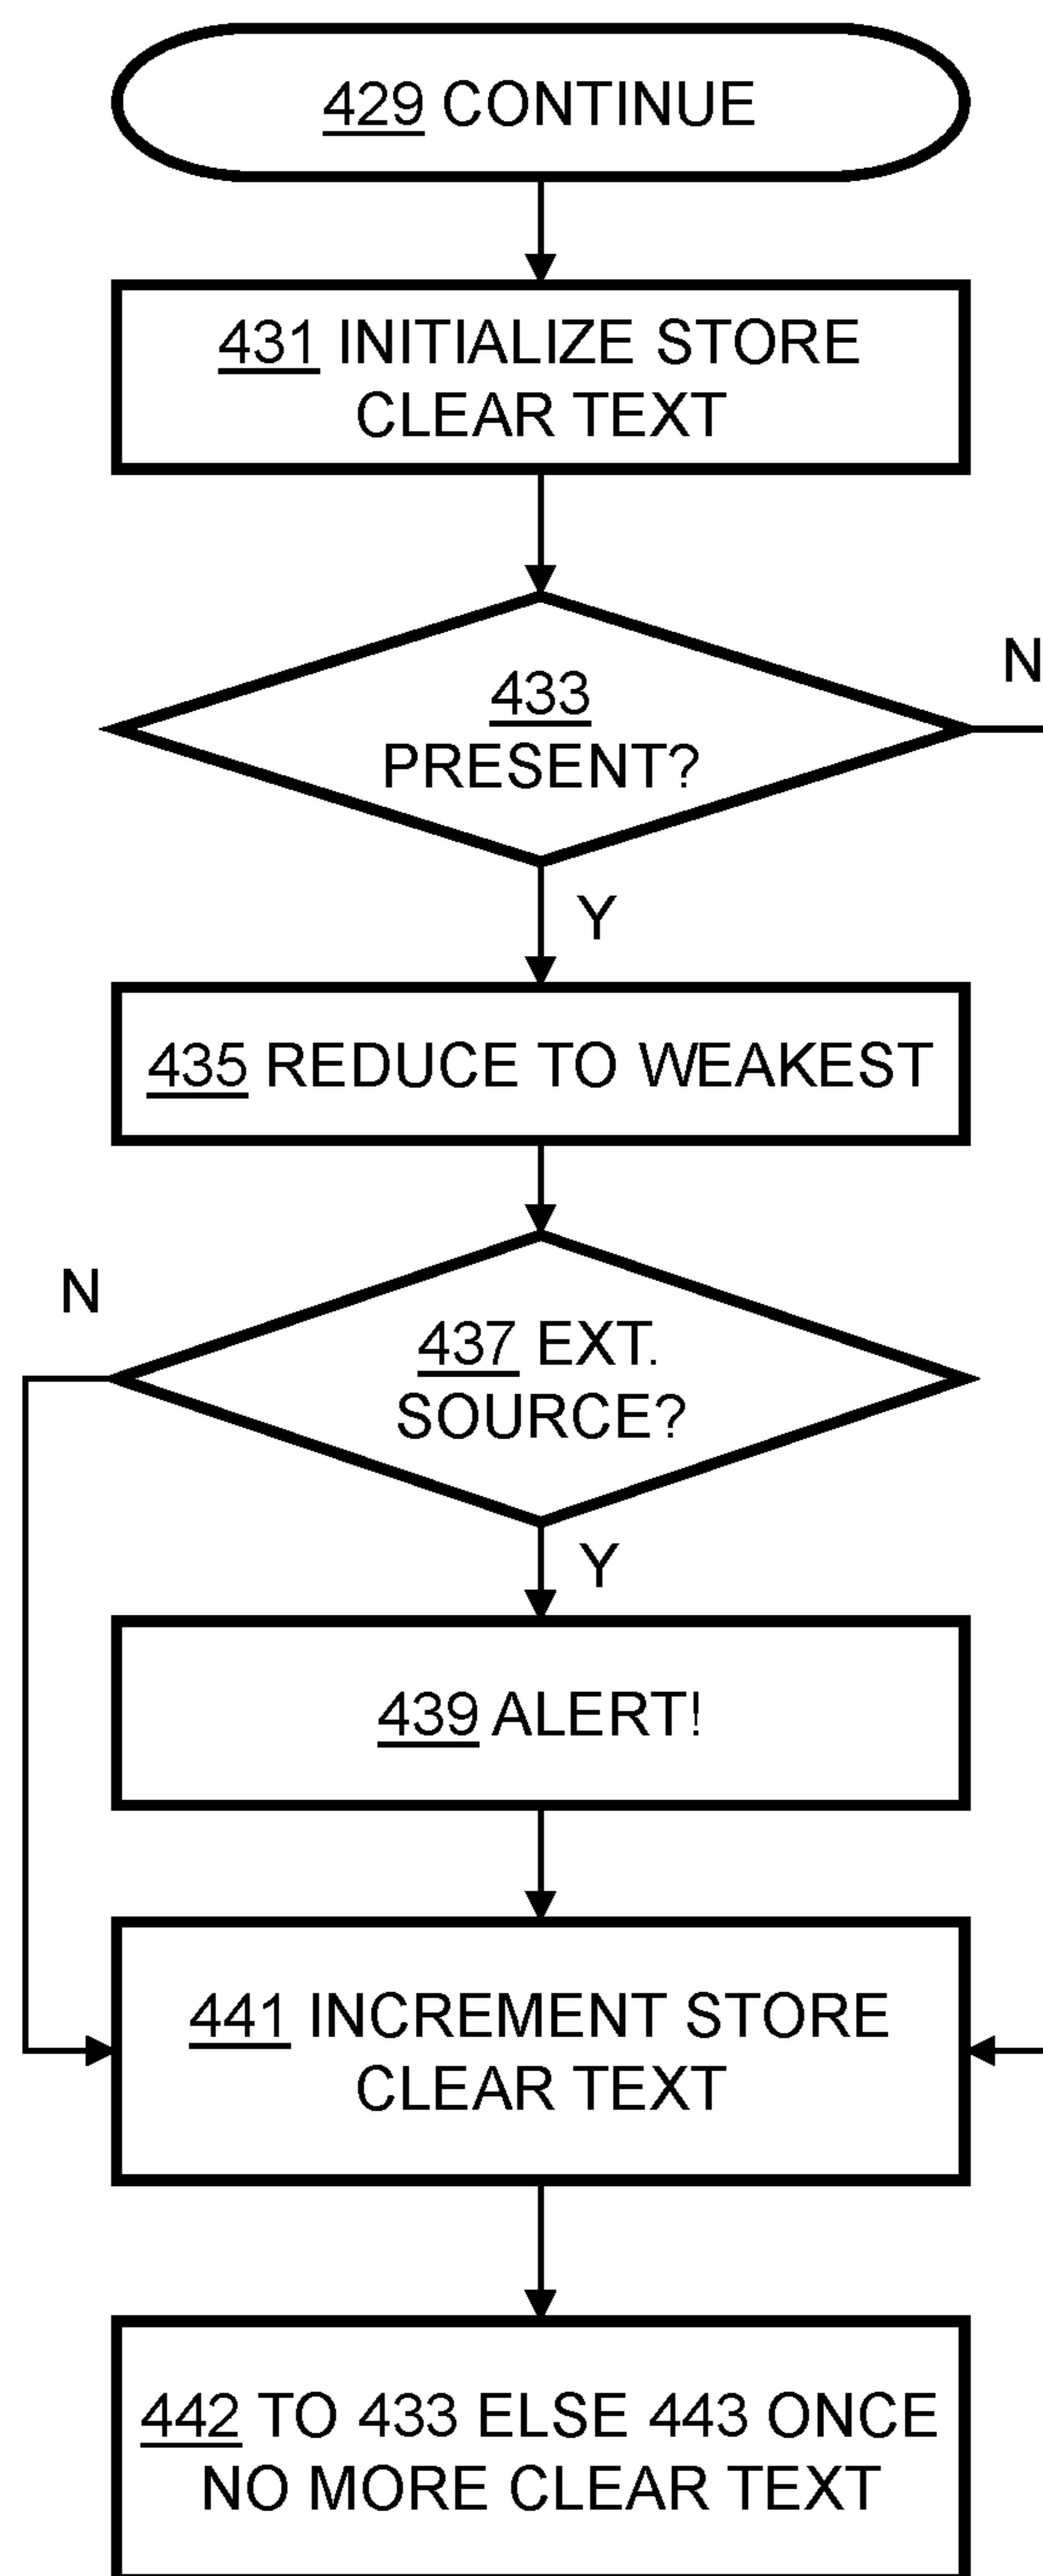 429 CONTINUE
431 INITIALIZE STORE
CLEAR TEXT
N
433
PRESENT?
Y
435 REDUCE TO WEAKEST
N
437 EXT.
SOURCE?
Y
439 ALERT!
441 INCREMENT STORE
CLEAR TEXT
442 TO 433 ELSE 443 ONCE
NO MORE CLEAR TEXT